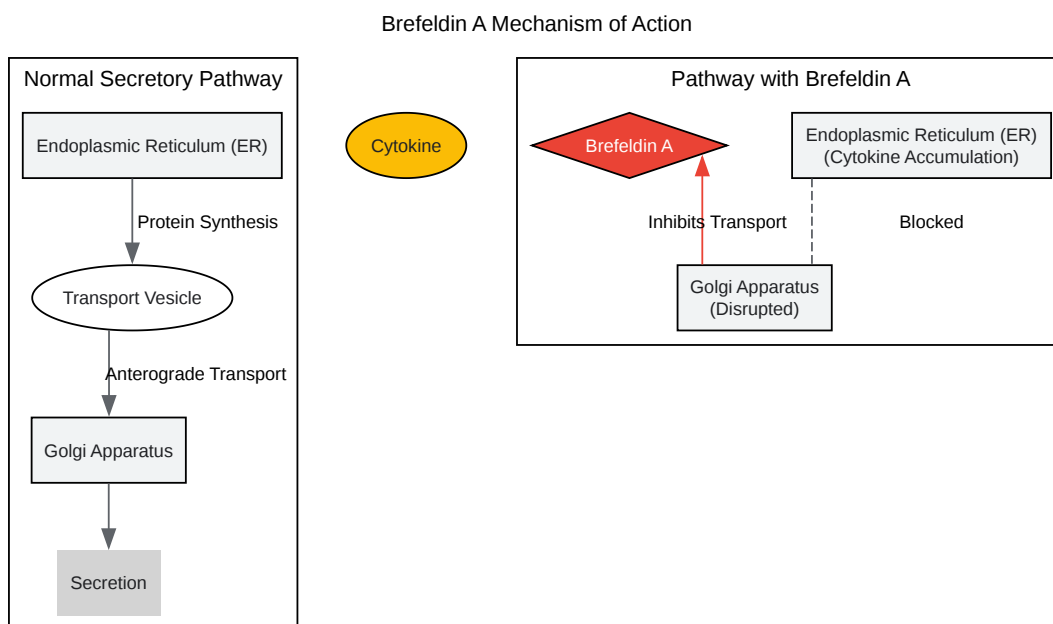 Brefeldin A Mechanism of Action
Normal Secretory Pathway
Endoplasmic Reticulum (ER)
Protein Synthesis
Transport Vesicle
Anterograde Transport
Golgi Apparatus
Secretion
Cytokine
Pathway with Brefeldin A
Brefeldin A
Endoplasmic Reticulum (ER)
(Cytokine Accumulation)
Inhibits Transport
Blocked
Golgi Apparatus
(Disrupted)